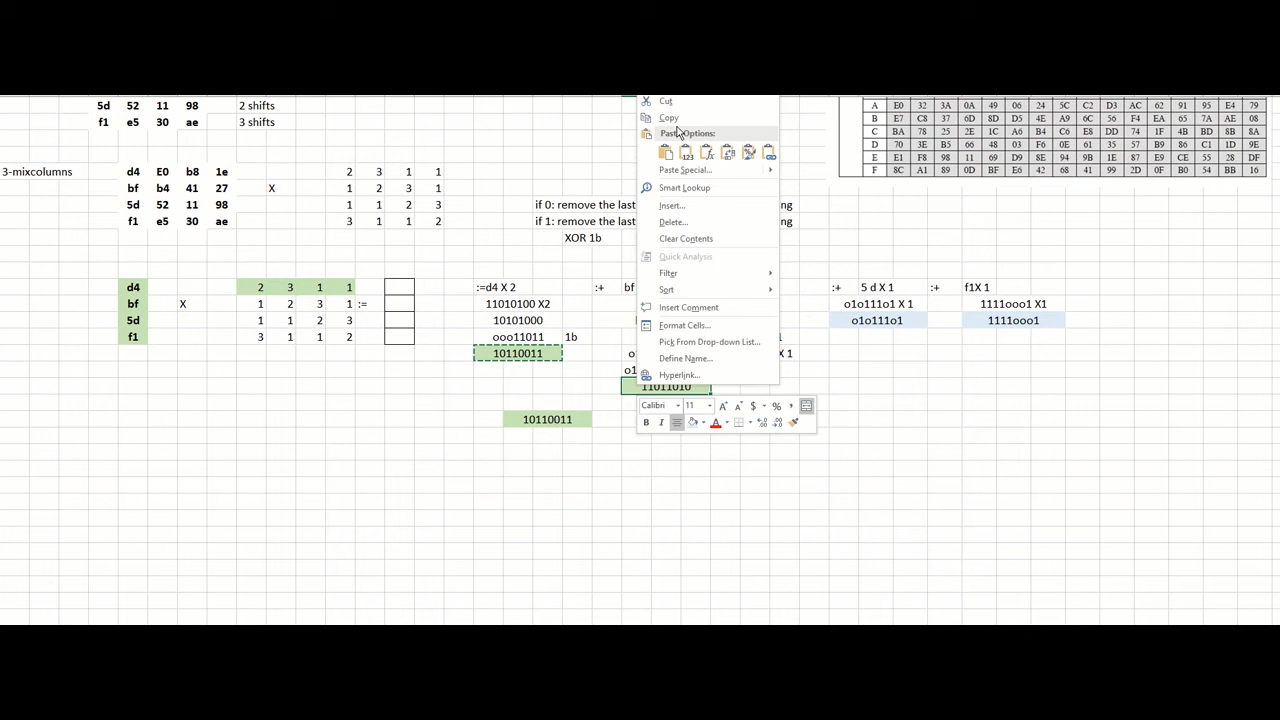 5d 52 11 98 2 shifts
f1 e5 30 ae 3 shifts
A E0 32 3A 0A 49 06 24 5C C2 D3 AC 62 91 95 E4 79
B E7 C8 37 6D 8D D5 4E A9 6C 56 F4 EA 65 7A AE 08
C BA 78 25 2E 1C A6 B4 C6 E8 DD 74 1F 4B BD 8B 8A
D 70 3E B5 66 48 03 F6 0E 61 35 57 B9 86 C1 1D 9E
E E1 F8 98 11 69 D9 8E 94 9B 1E 87 E9 CE 55 28 DF
F 8C A1 89 0D BF E6 42 68 41 99 2D 0F B0 54 BB 16
3-mixcolumns d4 E0 b8 1e 2 3 1 1
bf b4 41 27 X 1 2 3 1
5d 52 11 98 1 1 2 3 if 0: remove the last
f1 e5 30 ae 3 1 1 2 if 1: remove the last
XOR 1b
d4 2 3 1 1 :=d4 X 2 :+ bf :+ 5 d X 1 :+ f1X 1
bf X 1 2 3 1 := 11010100 X2 o1o111o1 X 1 1111ooo1 X1
5d 1 1 2 3 10101000 o1o111o1 1111ooo1
f1 3 1 1 2 ooo11011 1b
10110011 o X 1
o1
11011010
10110011
Cut
Copy
Paste Options:
123
Paste Special...
Smart Lookup
Insert...
Delete...
Clear Contents
Quick Analysis
Filter
Sort
Insert Comment
Format Cells...
Pick From Drop-down List...
Define Name...
Hyperlink...
Calibri 11 A A $ % ,
B I A